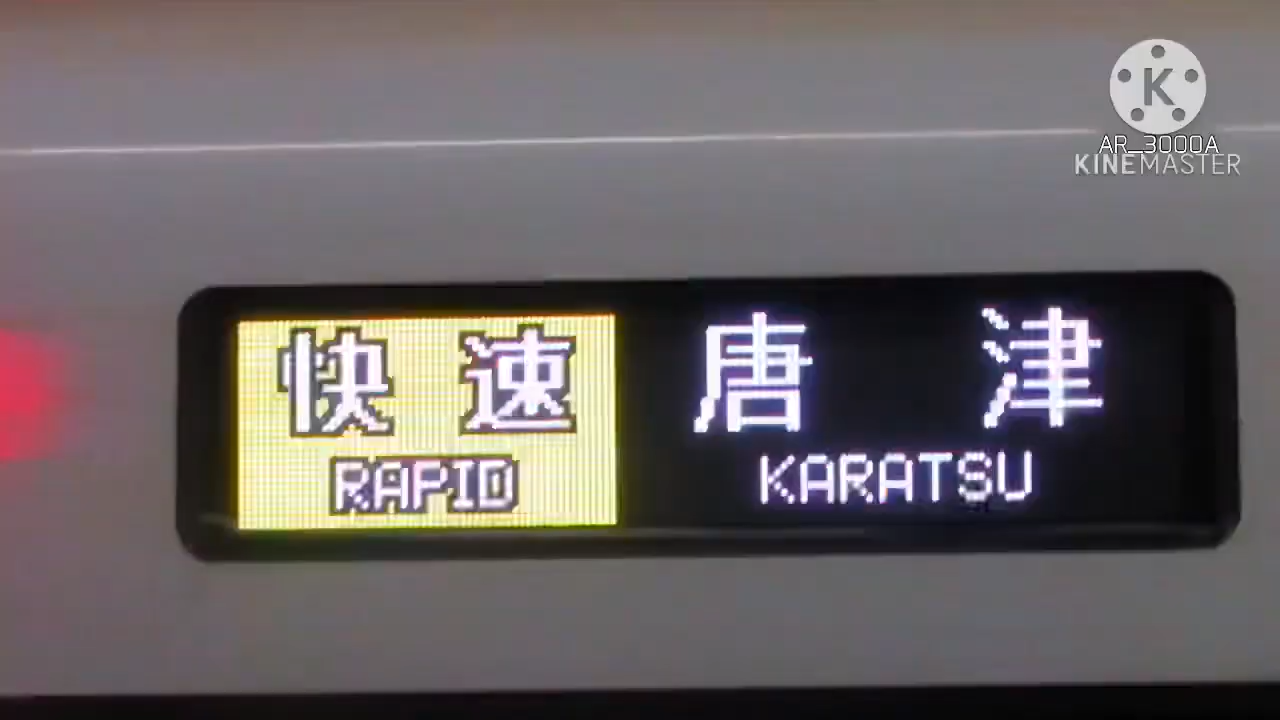 K
AR_3000A
KINEMASTER
快速 唐津
RAPID KARATSU